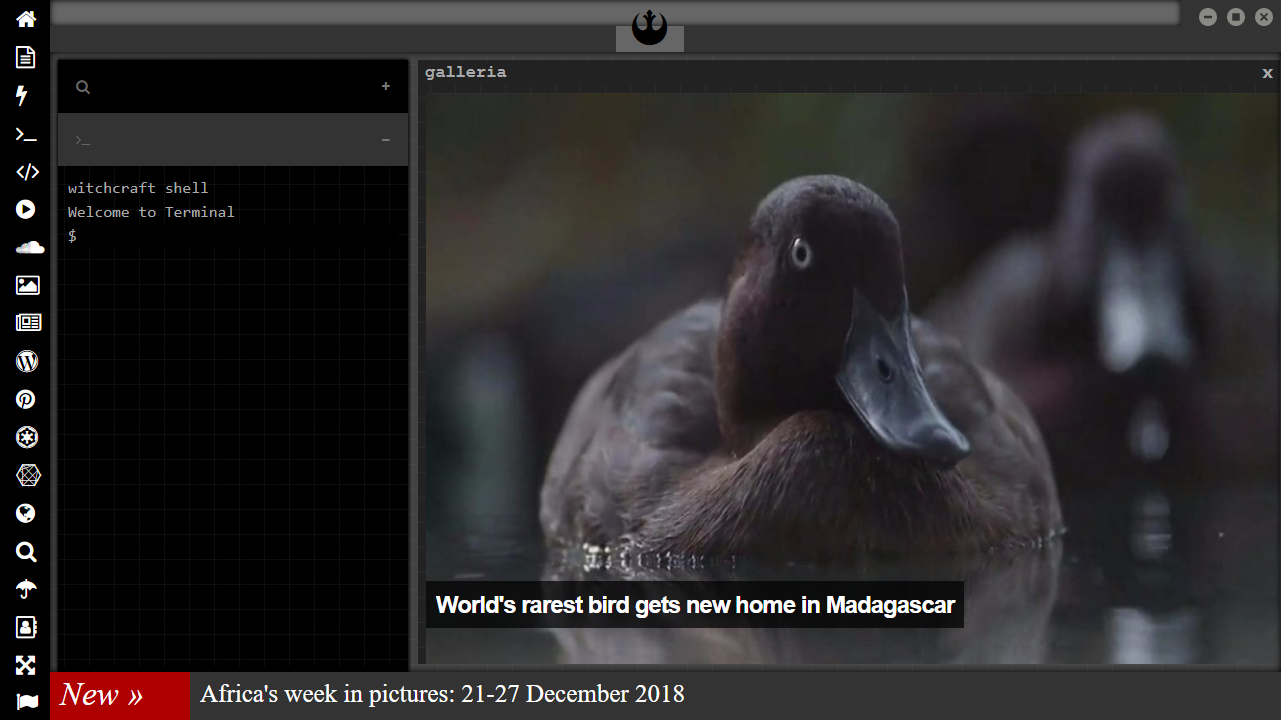 galleria
x
+
>_
−
witchcraft shell
Welcome to Terminal
$
World's rarest bird gets new home in Madagascar
New »
Africa's week in pictures: 21-27 December 2018